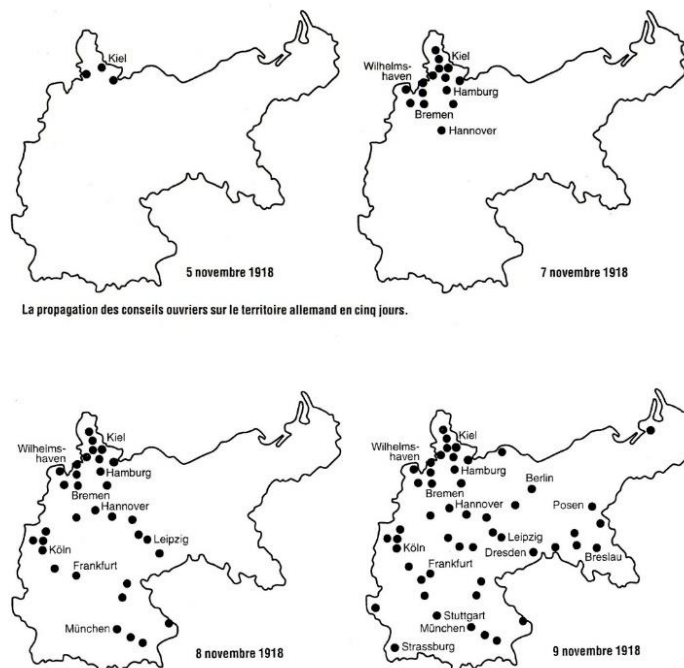 Kiel
5 novembre 1918
Kiel
Wilhelms-
haven
Hamburg
Bremen
Hannover
7 novembre 1918
La propagation des conseils ouvriers sur le territoire allemand en cinq jours.
Kiel
Wilhelms-
haven
Hamburg
Bremen
Hannover
Leipzig
Köln
Frankfurt
München
8 novembre 1918
Kiel
Wilhelms-
haven
Hamburg
Berlin
Bremen
Hannover
Posen
Leipzig
Köln
Dresden
Breslau
Frankfurt
Stuttgart
München
Strassburg
9 novembre 1918